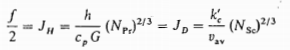 f/2 = J_H = h/(c_p G) (N_Pr)^{2/3} = J_D = k'_c/v_av (N_Sc)^{2/3}